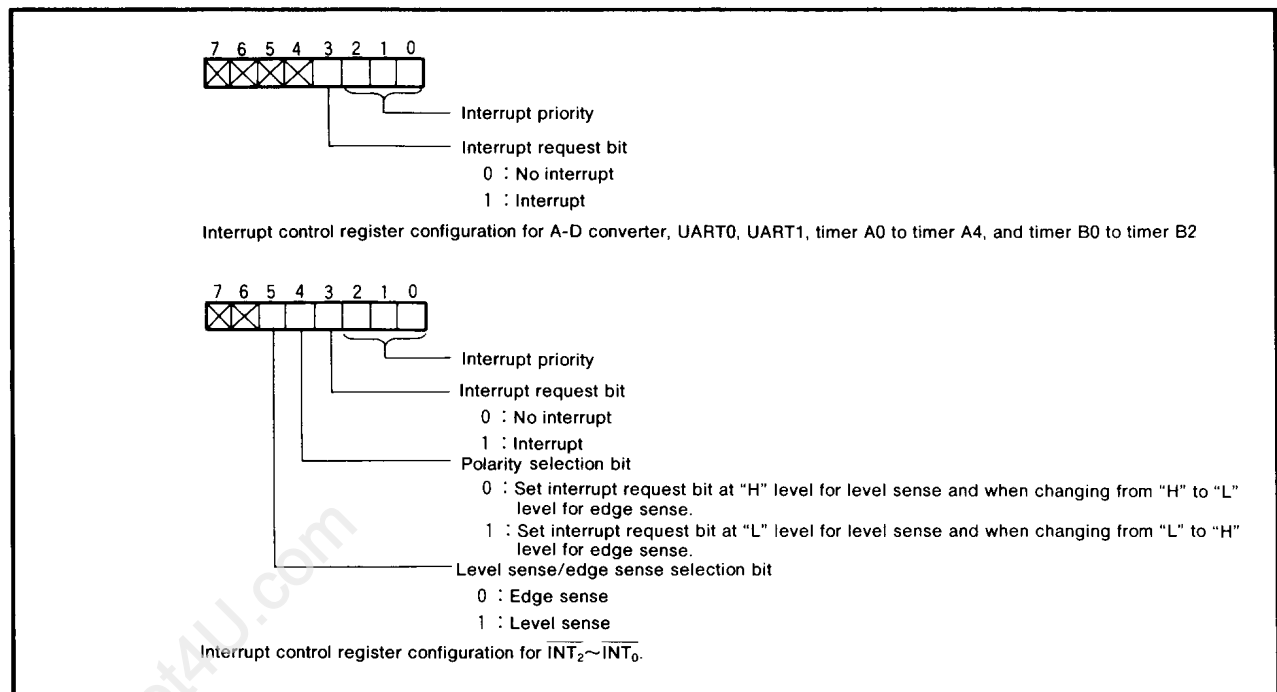 7 6 5 4 3 2 1 0
Interrupt priority
Interrupt request bit
0 : No interrupt
1 : Interrupt
Interrupt control register configuration for A-D converter, UART0, UART1, timer A0 to timer A4, and timer B0 to timer B2
7 6 5 4 3 2 1 0
Interrupt priority
Interrupt request bit
0 : No interrupt
1 : Interrupt
Polarity selection bit
0 : Set interrupt request bit at “H” level for level sense and when changing from “H” to “L”
level for edge sense.
1 : Set interrupt request bit at “L” level for level sense and when changing from “L” to “H”
level for edge sense.
Level sense/edge sense selection bit
0 : Edge sense
1 : Level sense
Interrupt control register configuration for I̅N̅T̅₂̅~I̅N̅T̅₀̅.
et4U.com